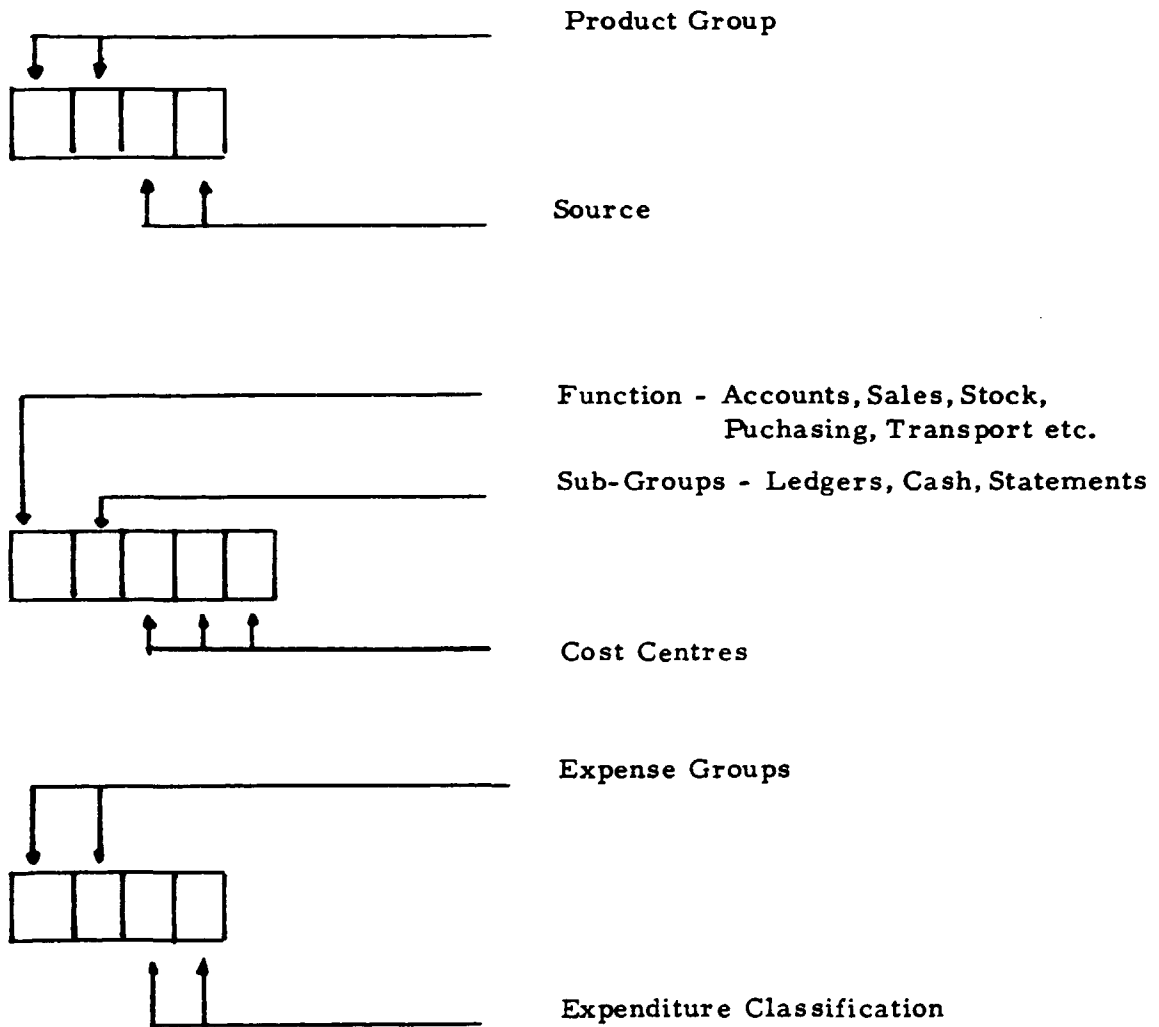 Product Group
Source
Function - Accounts, Sales, Stock,
Puchasing, Transport etc.
Sub-Groups - Ledgers, Cash, Statements
Cost Centres
Expense Groups
Expenditure Classification